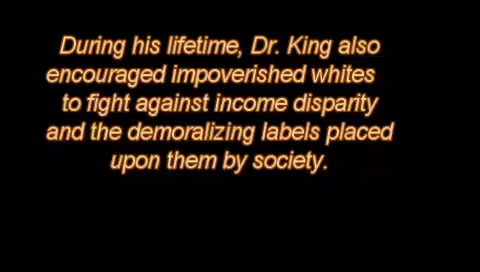 During his lifetime, Dr. King also
encouraged impoverished whites
to fight against income disparity
and the demoralizing labels placed
upon them by society.